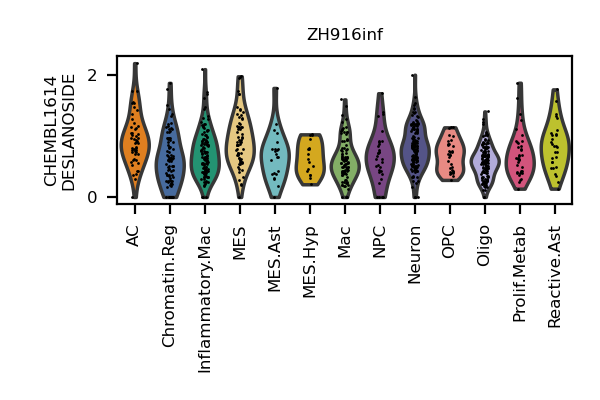 ZH916inf
CHEMBL1614
DESLANOSIDE
2
0
AC
Chromatin.Reg
Inflammatory.Mac
MES
MES.Ast
MES.Hyp
Mac
NPC
Neuron
OPC
Oligo
Prolif.Metab
Reactive.Ast